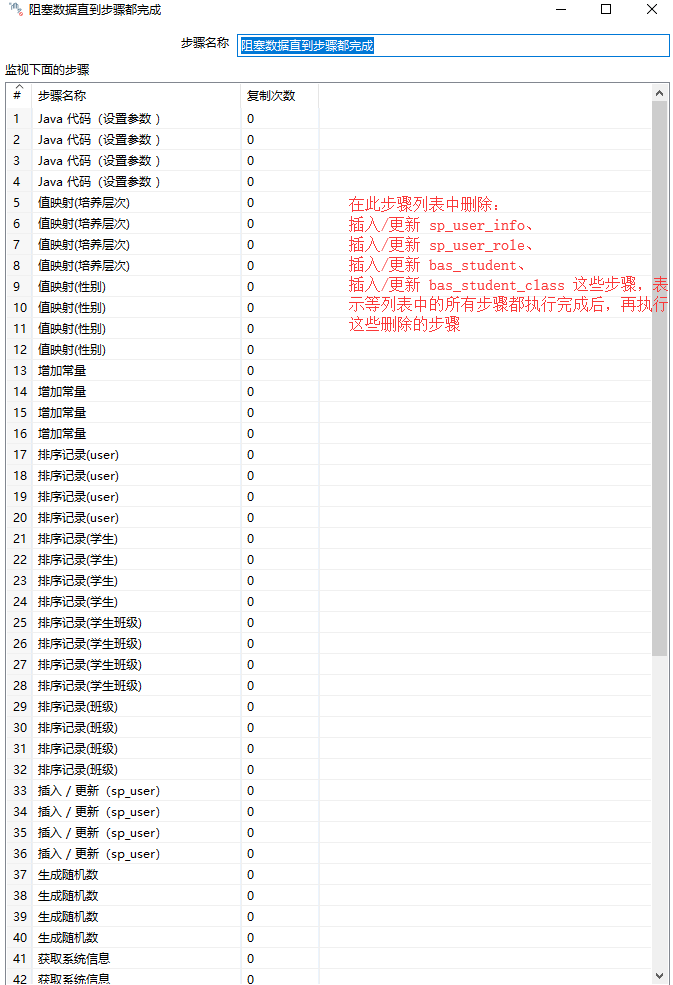 阻塞数据直到步骤都完成
步骤名称 阻塞数据直到步骤都完成
监视下面的步骤
# 步骤名称 复制次数
1 Java 代码（设置参数 ） 0
2 Java 代码（设置参数 ） 0
3 Java 代码（设置参数 ） 0
4 Java 代码（设置参数 ） 0
5 值映射(培养层次) 0
6 值映射(培养层次) 0
7 值映射(培养层次) 0
8 值映射(培养层次) 0
9 值映射(性别) 0
10 值映射(性别) 0
11 值映射(性别) 0
12 值映射(性别) 0
13 增加常量 0
14 增加常量 0
15 增加常量 0
16 增加常量 0
17 排序记录(user) 0
18 排序记录(user) 0
19 排序记录(user) 0
20 排序记录(user) 0
21 排序记录(学生) 0
22 排序记录(学生) 0
23 排序记录(学生) 0
24 排序记录(学生) 0
25 排序记录(学生班级) 0
26 排序记录(学生班级) 0
27 排序记录(学生班级) 0
28 排序记录(学生班级) 0
29 排序记录(班级) 0
30 排序记录(班级) 0
31 排序记录(班级) 0
32 排序记录(班级) 0
33 插入 / 更新（sp_user） 0
34 插入 / 更新（sp_user） 0
35 插入 / 更新（sp_user） 0
36 插入 / 更新（sp_user） 0
37 生成随机数 0
38 生成随机数 0
39 生成随机数 0
40 生成随机数 0
41 获取系统信息 0
42 获取系统信息 0
在此步骤列表中删除：
插入/更新 sp_user_info、
插入/更新 sp_user_role、
插入/更新 bas_student、
插入/更新 bas_student_class 这些步骤，表
示等列表中的所有步骤都执行完成后，再执行
这些删除的步骤